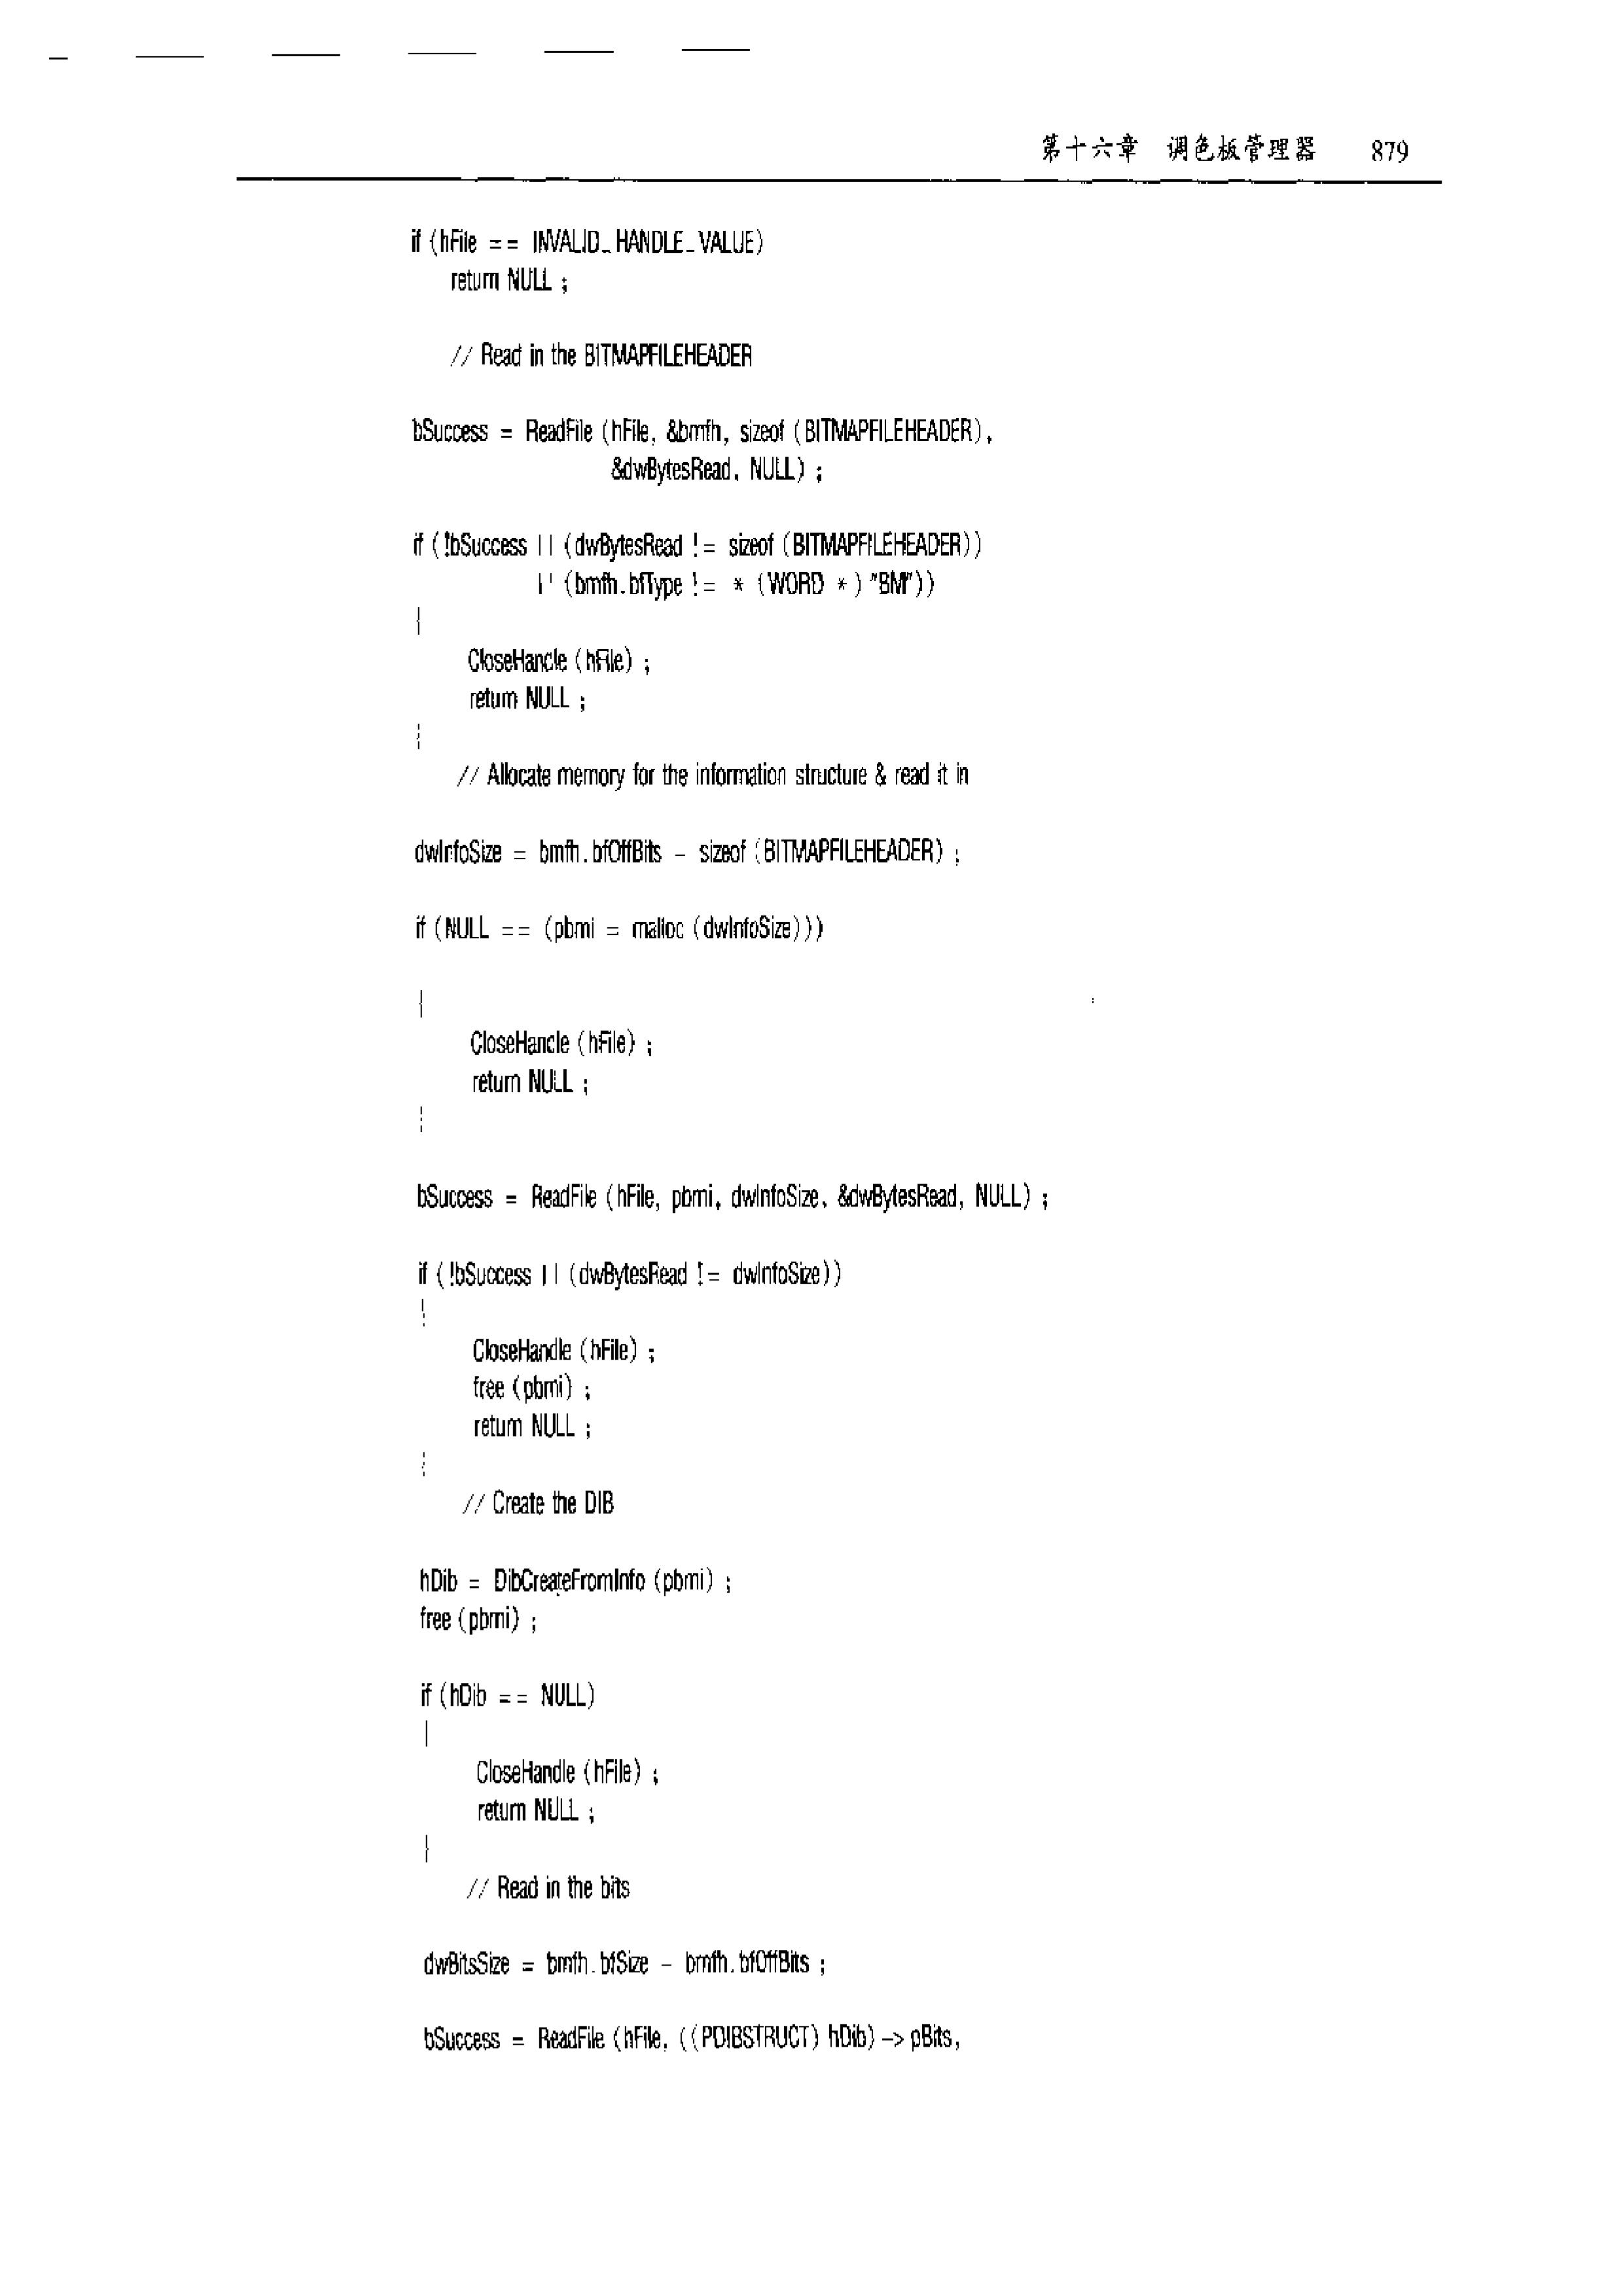 第十六章 调色板管理器 879
if (hFile == INVALID_HANDLE_VALUE)
return NULL ;
// Read in the BITMAPFILEHEADER
bSuccess = ReadFile (hFile, &bmfh, sizeof (BITMAPFILEHEADER),
&dwBytesRead, NULL) ;
if (!bSuccess || (dwBytesRead != sizeof (BITMAPFILEHEADER))
|| (bmfh.bfType != * (WORD *) "BM"))
{
CloseHandle (hFile) ;
return NULL ;
}
// Allocate memory for the information structure & read it in
dwInfoSize = bmfh.bfOffBits - sizeof (BITMAPFILEHEADER) ;
if (NULL == (pbmi = malloc (dwInfoSize)))
{
CloseHandle (hFile) ;
return NULL ;
}
bSuccess = ReadFile (hFile, pbmi, dwInfoSize, &dwBytesRead, NULL) ;
if (!bSuccess || (dwBytesRead != dwInfoSize))
{
CloseHandle (hFile) ;
free (pbmi) ;
return NULL ;
}
// Create the DIB
hDib = DibCreateFromInfo (pbmi) ;
free (pbmi) ;
if (hDib == NULL)
{
CloseHandle (hFile) ;
return NULL ;
}
// Read in the bits
dwBitsSize = bmfh.bfSize - bmfh.bfOffBits ;
bSuccess = ReadFile (hFile, ((PDIBSTRUCT) hDib)->pBits,